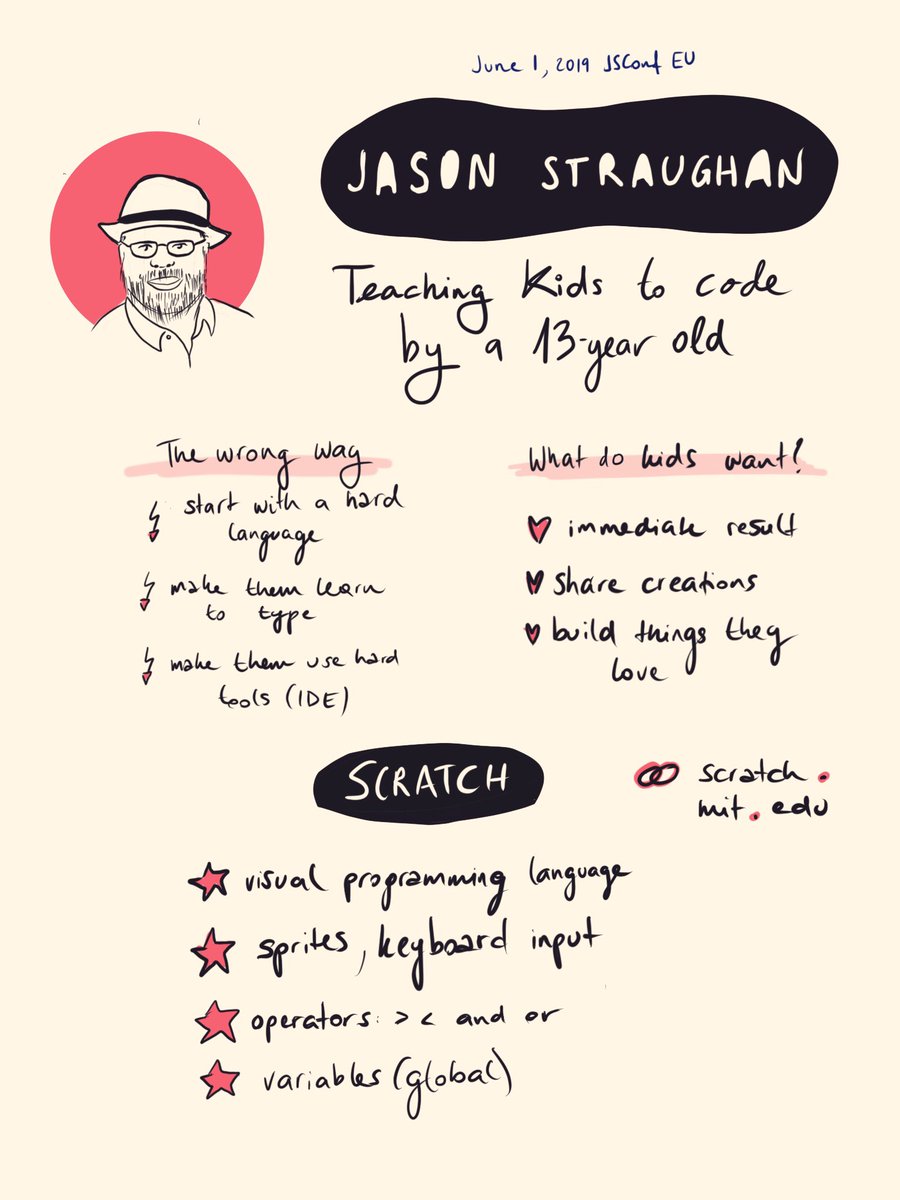 June 1, 2019 JSConf EU
JASON STRAUGHAN
Teaching Kids to code
by a 13-year old
The wrong way
start with a hard
language
make them learn
to type
make them use hard
tools (IDE)
What do kids want?
immediate result
share creations
build things they
love
SCRATCH
scratch.
mit.edu
visual programming language
sprites, keyboard input
operators: > < and or
variables (global)